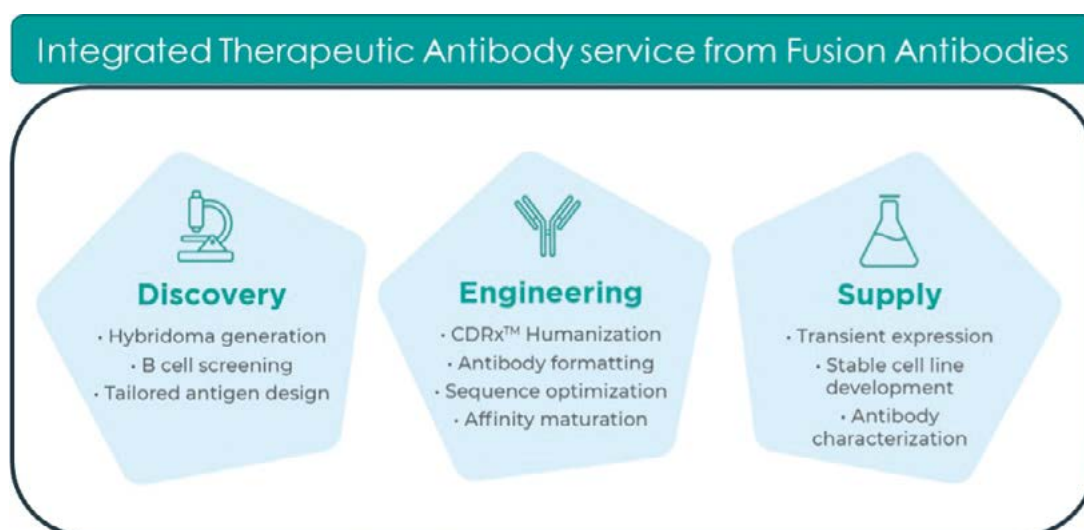 Integrated Therapeutic Antibody service from Fusion Antibodies
Discovery
· Hybridoma generation
· B cell screening
· Tailored antigen design
Engineering
· CDRx™ Humanization
· Antibody formatting
· Sequence optimization
· Affinity maturation
Supply
· Transient expression
· Stable cell line
development
· Antibody
characterization